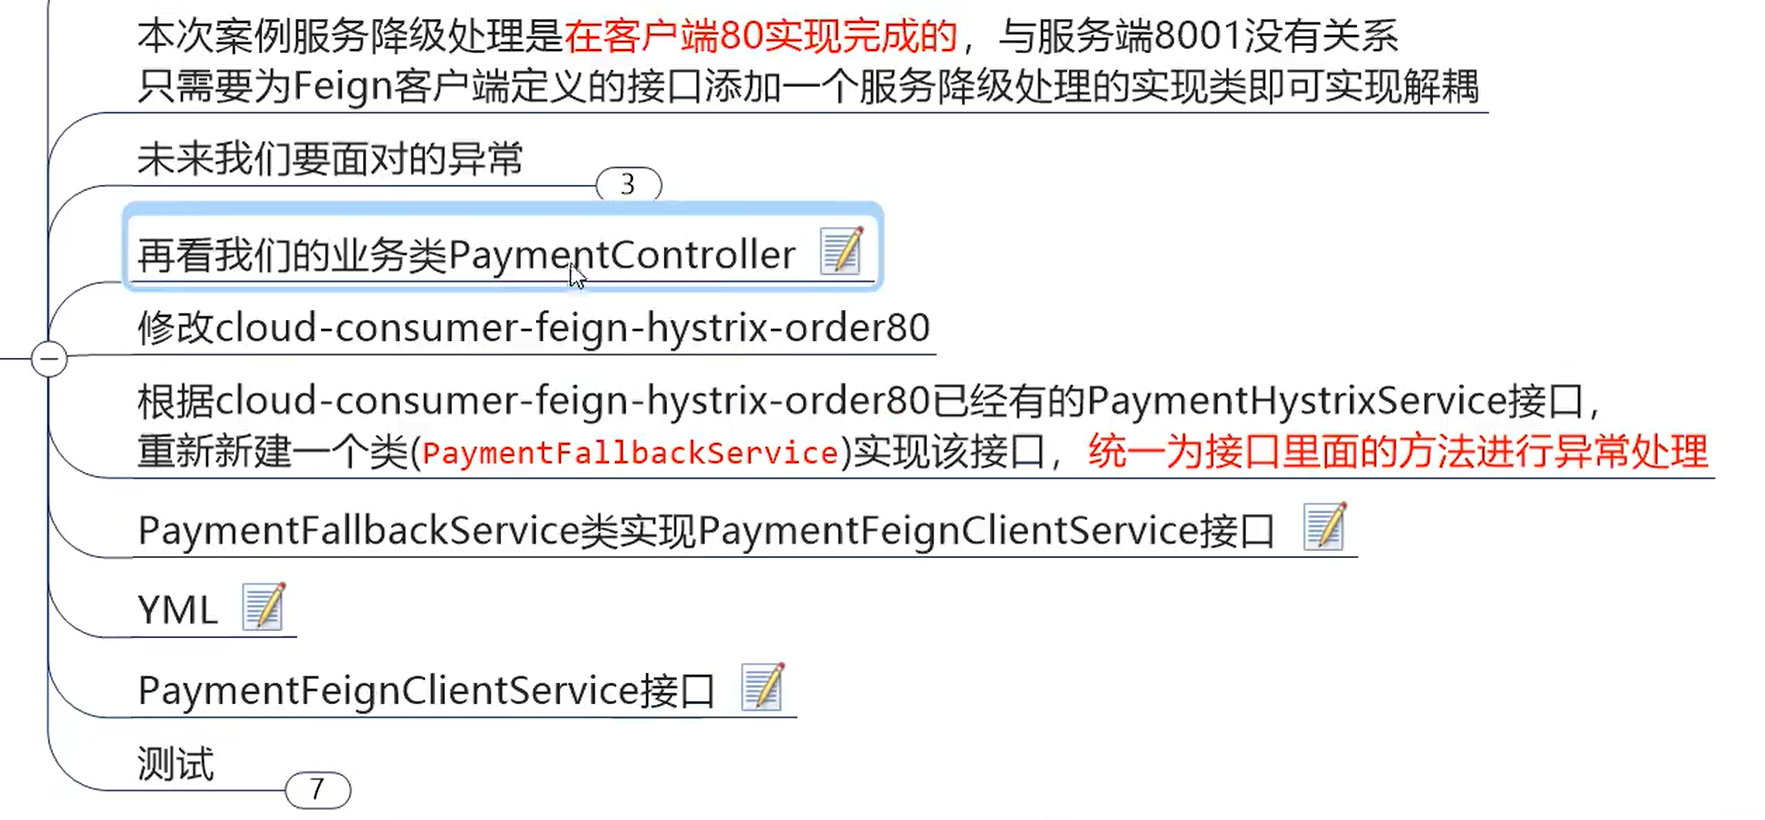 本次案例服务降级处理是在客户端80实现完成的，与服务端8001没有关系
只需要为Feign客户端定义的接口添加一个服务降级处理的实现类即可实现解耦
未来我们要面对的异常
3
再看我们的业务类PaymentController
修改cloud-consumer-feign-hystrix-order80
根据cloud-consumer-feign-hystrix-order80已经有的PaymentHystrixService接口，
重新新建一个类(PaymentFallbackService)实现该接口，统一为接口里面的方法进行异常处理
PaymentFallbackService类实现PaymentFeignClientService接口
YML
PaymentFeignClientService接口
测试
7